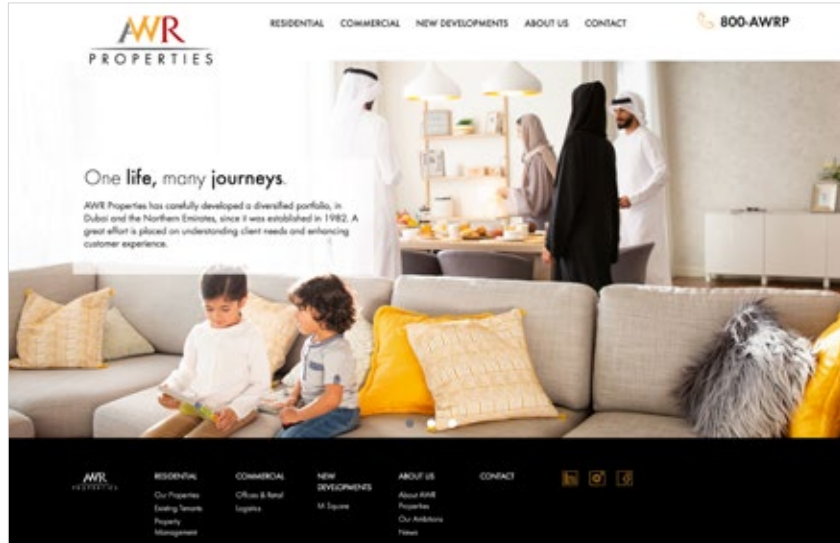 AWR
PROPERTIES
RESIDENTIAL COMMERCIAL NEW DEVELOPMENTS ABOUT US CONTACT
800-AWRP
One life, many journeys.
AWR Properties has carefully developed a diversified portfolio, in
Dubai and the Northern Emirates, since it was established in 1982. A
great effort is placed on understanding client needs and enhancing
customer experience.
AWR
PROPERTIES
RESIDENTIAL
Our Properties
Existing Tenants
Property
Management
COMMERCIAL
Offices & Retail
Logistics
NEW
DEVELOPMENTS
M Square
ABOUT US
About AWR
Properties
Our Ambitions
News
CONTACT